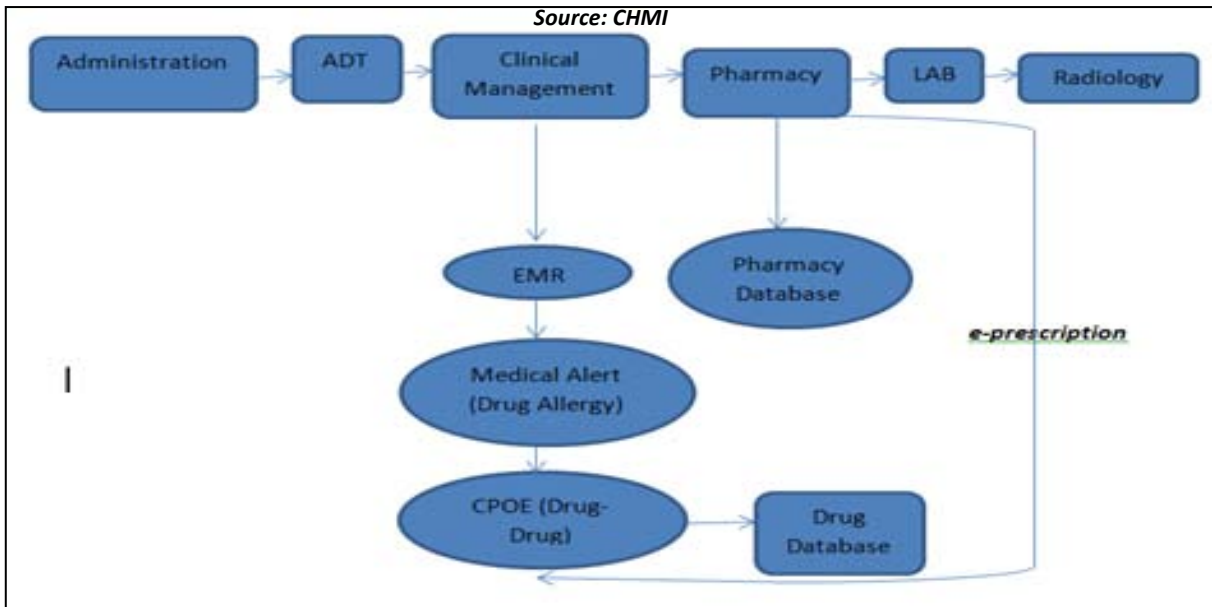 Source: CHMI
Administration
ADT
Clinical
Management
Pharmacy
LAB
Radiology
EMR
Pharmacy
Database
e-prescription
Medical Alert
(Drug Allergy)
CPOE (Drug-
Drug)
Drug
Database